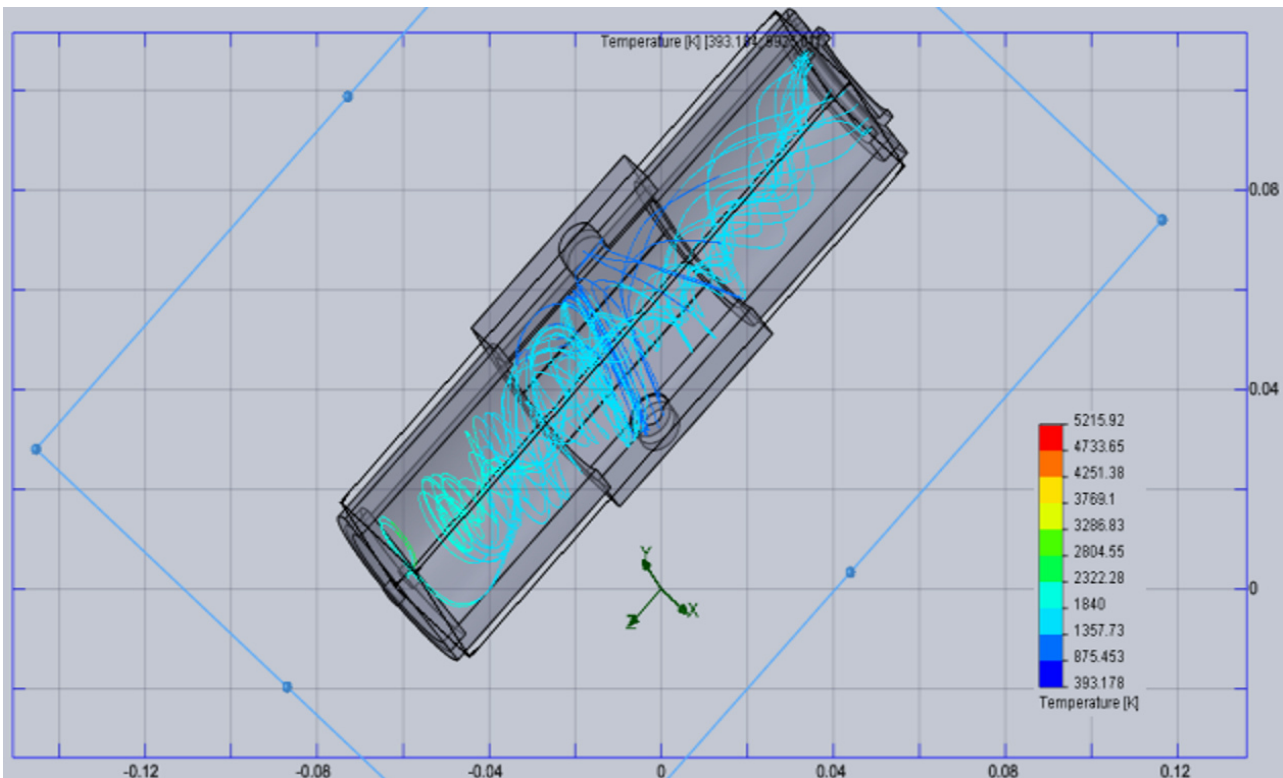 Temperature [K] [393.184
0.08
0.04
Y
X
Z
0
5215.92
4733.65
4251.38
3769.1
3286.83
2804.55
2322.28
1840
1357.73
875.453
393.178
Temperature [K]
-0.12 -0.08 -0.04 0 0.04 0.08 0.12